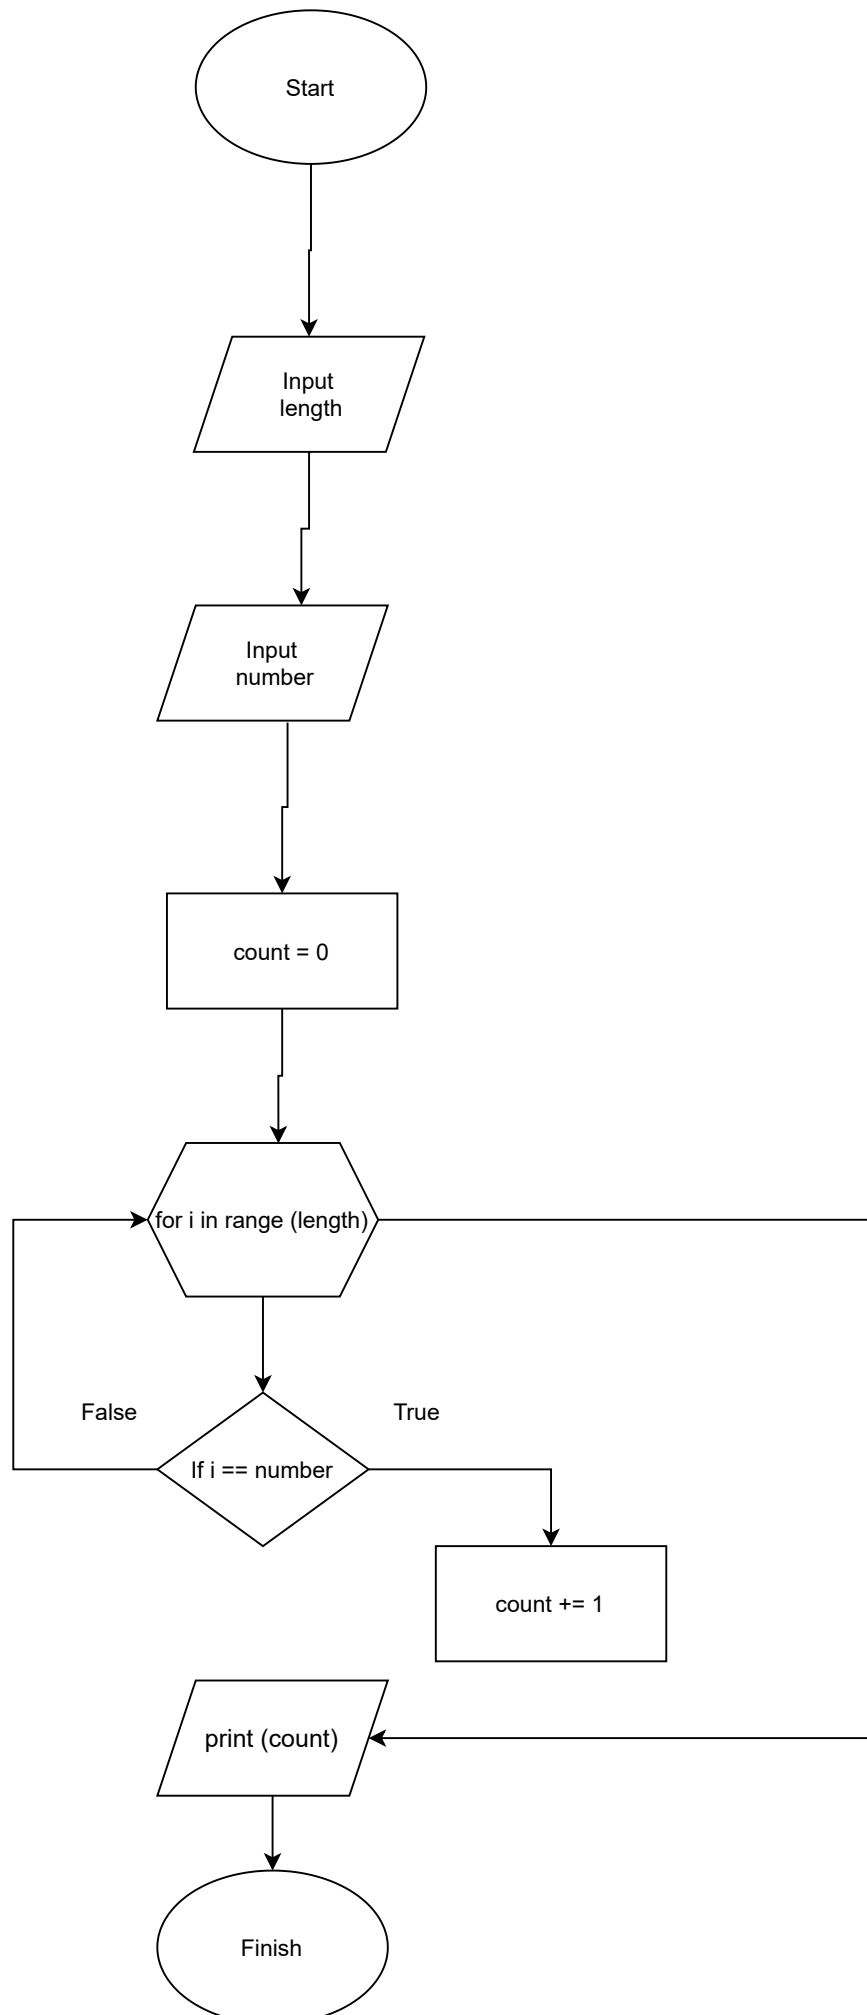 Start
Input
length
Input
number
count = 0
for i in range (length)
False
True
If i == number
count += 1
print (count)
Finish